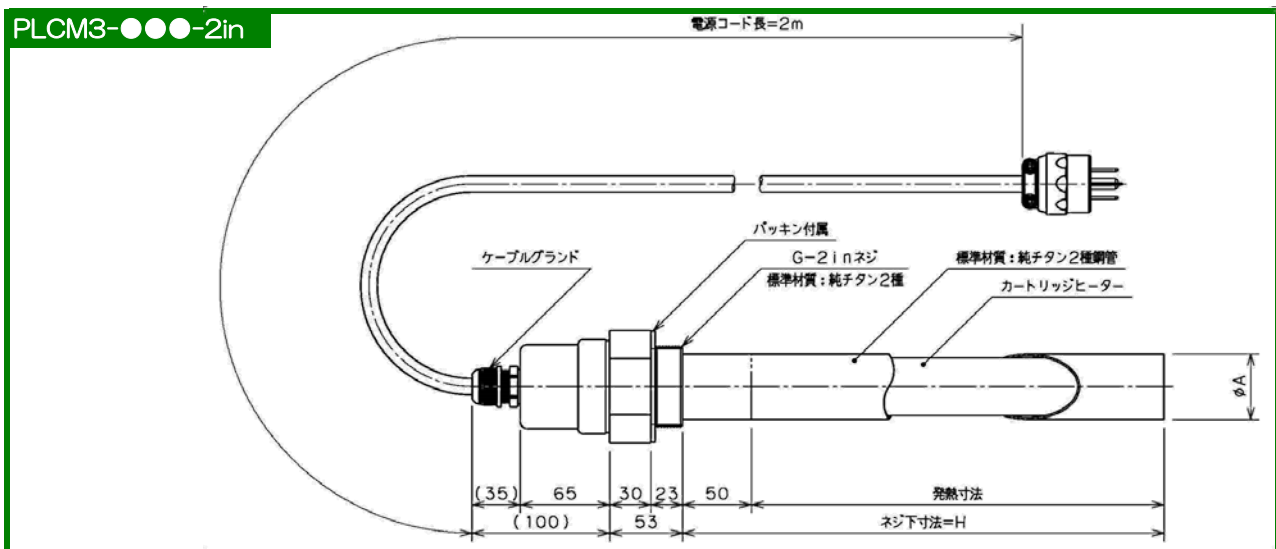 PLCM3-●●●-2in
電源コード長=2m
パッキン付属
ケーブルグランド
G-2inネジ
標準材質:純チタン2種
標準材質:純チタン2種鋼管
カートリッジヒーター
φA
(35)
65
30
23
50
発熱寸法
(100)
53
ネジ下寸法=H